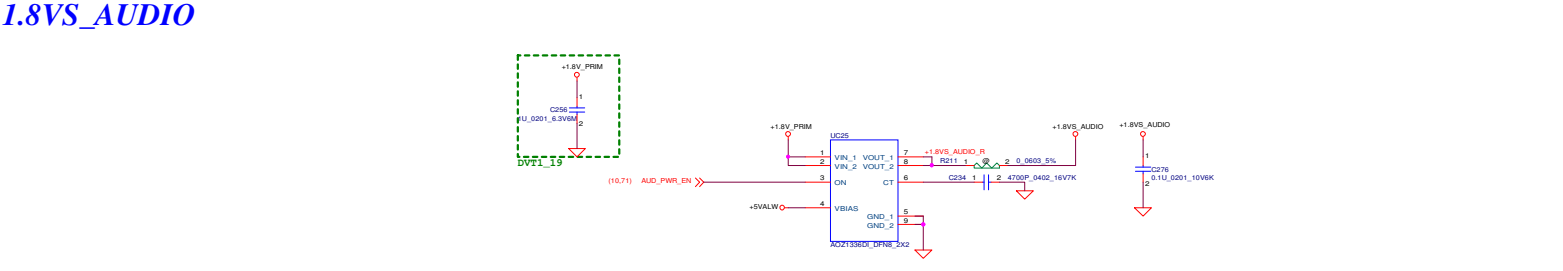 1.8VS_AUDIO
+1.8V_PRIM
1
C256
1U_0201_6.3V6M
2
DVT1_19
+1.8V_PRIM
UC25
1 VIN_1 VOUT_1 7
2 VIN_2 VOUT_2 8
+1.8VS_AUDIO_R
R211 1 @ 2 0_0603_5%
+1.8VS_AUDIO
(10,71) AUD_PWR_EN
3 ON CT 6
C234 1 2 4700P_0402_16V7K
+5VALW
4 VBIAS
GND_1 5
GND_2 9
AOZ1336DI_DFN8_2X2
+1.8VS_AUDIO
1
C276
0.1U_0201_10V6K
2